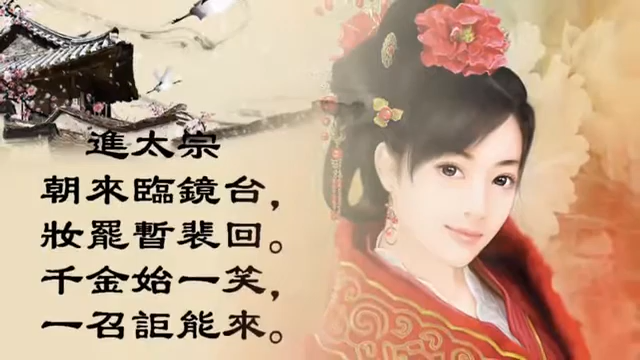 進太宗
朝來臨鏡台，
妝罷暫裴回。
千金始一笑，
一召詎能來。